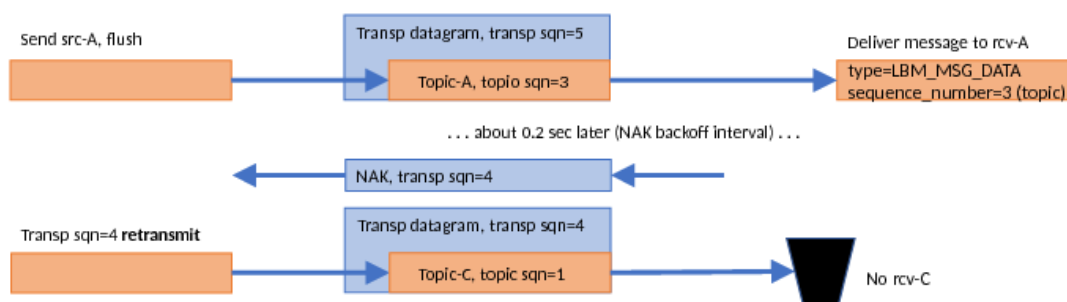 Send src-A, flush
Transp datagram, transp sqn=5
Topic-A, topio sqn=3
Deliver message to rcv-A
type=LBM_MSG_DATA
sequence_number=3 (topic)
. . . about 0.2 sec later (NAK backoff interval) . . .
NAK, transp sqn=4
Transp sqn=4 retransmit
Transp datagram, transp sqn=4
Topic-C, topic sqn=1
No rcv-C